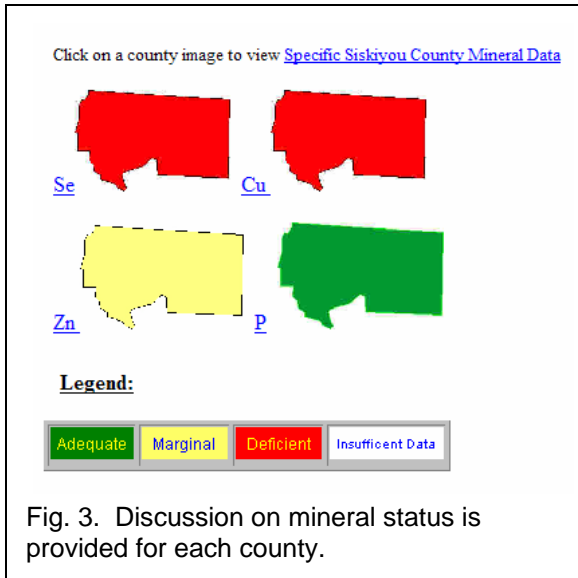 Click on a county image to view Specific Siskiyou County Mineral Data
Se Cu
Zn P
Legend:
Adequate Marginal Deficient Insufficent Data
Fig. 3. Discussion on mineral status is
provided for each county.